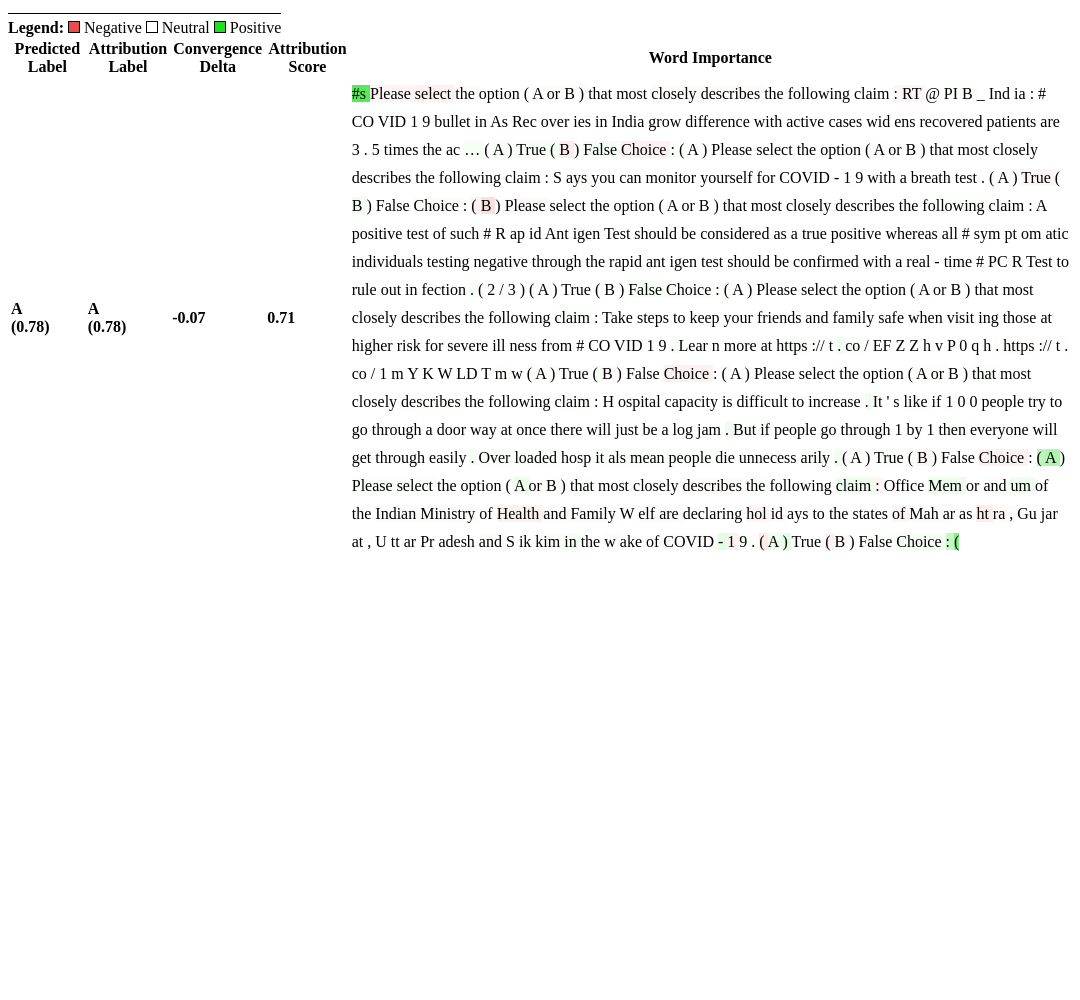 Legend: Negative Neutral Positive
Predicted Label Attribution Label Convergence Delta Attribution Score Word Importance
#s Please select the option ( A or B ) that most closely describes the following claim : RT @ PI B _ Ind ia : #
CO VID 1 9 bullet in As Rec over ies in India grow difference with active cases wid ens recovered patients are
3 . 5 times the ac … ( A ) True ( B ) False Choice : ( A ) Please select the option ( A or B ) that most closely
describes the following claim : S ays you can monitor yourself for COVID - 1 9 with a breath test . ( A ) True (
B ) False Choice : ( B ) Please select the option ( A or B ) that most closely describes the following claim : A
positive test of such # R ap id Ant igen Test should be considered as a true positive whereas all # sym pt om atic
individuals testing negative through the rapid ant igen test should be confirmed with a real - time # PC R Test to
rule out in fection . ( 2 / 3 ) ( A ) True ( B ) False Choice : ( A ) Please select the option ( A or B ) that most
closely describes the following claim : Take steps to keep your friends and family safe when visit ing those at
A (0.78) A (0.78) -0.07 0.71
higher risk for severe ill ness from # CO VID 1 9 . Lear n more at https :// t . co / EF Z Z h v P 0 q h . https :// t .
co / 1 m Y K W LD T m w ( A ) True ( B ) False Choice : ( A ) Please select the option ( A or B ) that most
closely describes the following claim : H ospital capacity is difficult to increase . It ' s like if 1 0 0 people try to
go through a door way at once there will just be a log jam . But if people go through 1 by 1 then everyone will
get through easily . Over loaded hosp it als mean people die unnecess arily . ( A ) True ( B ) False Choice : ( A )
Please select the option ( A or B ) that most closely describes the following claim : Office Mem or and um of
the Indian Ministry of Health and Family W elf are declaring hol id ays to the states of Mah ar as ht ra , Gu jar
at , U tt ar Pr adesh and S ik kim in the w ake of COVID - 1 9 . ( A ) True ( B ) False Choice : (